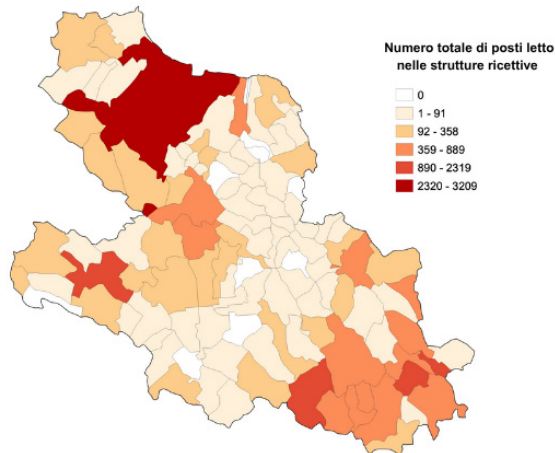 Numero totale di posti letto
nelle strutture ricettive
0
1 - 91
92 - 358
359 - 889
890 - 2319
2320 - 3209